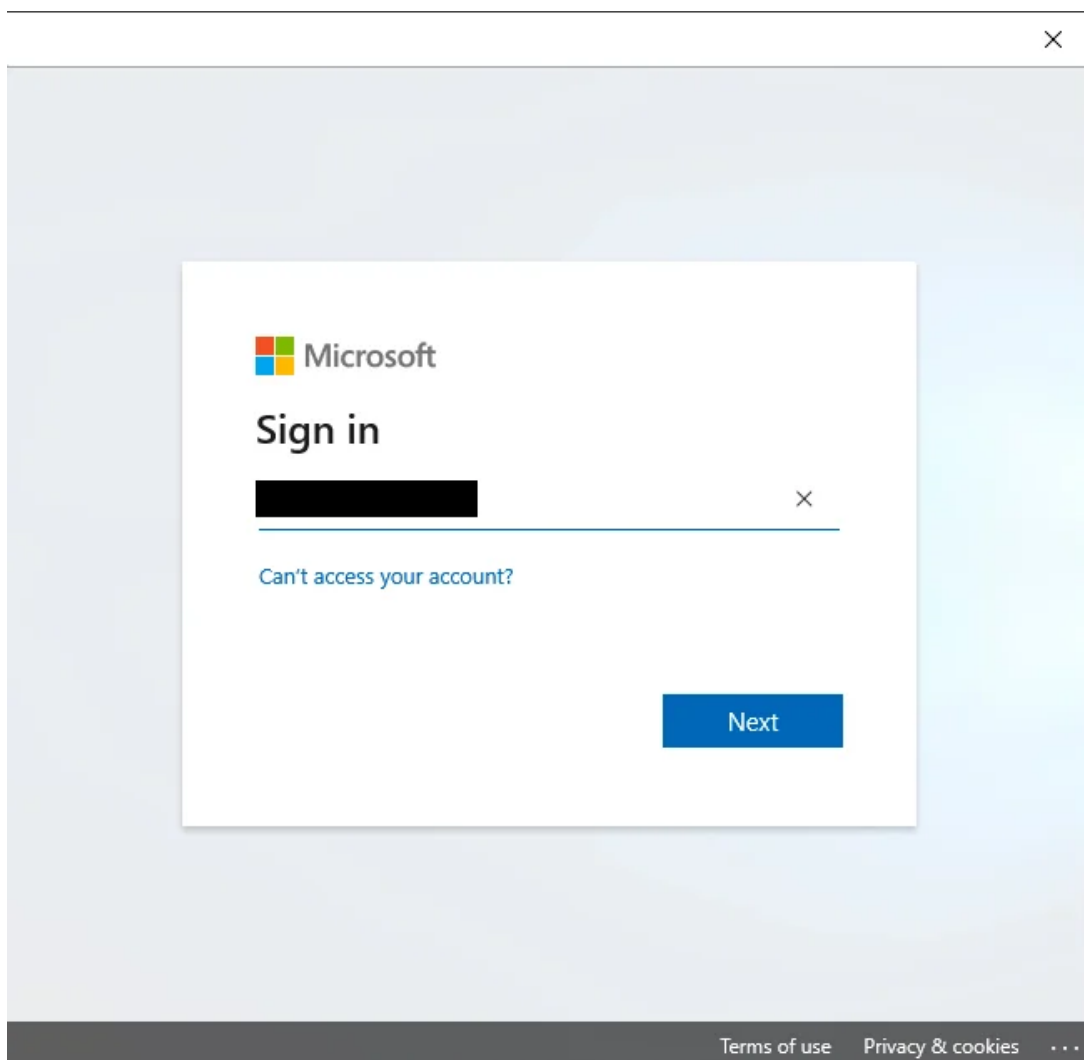 Microsoft
Sign in
Can't access your account?
Next
Terms of use Privacy & cookies ...